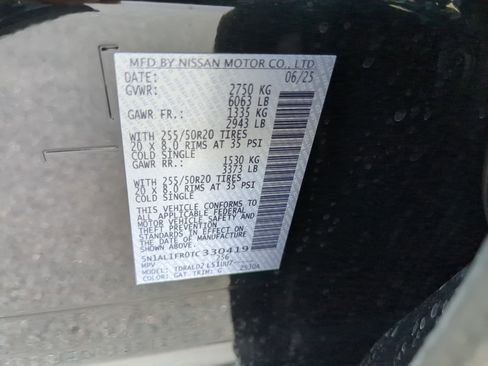 MFD BY NISSAN MOTOR CO., LTD
DATE: 06/25
GVWR: 2750 KG
6063 LB
GAWR FR.: 1335 KG
2943 LB
WITH 255/50R20 TIRES
20 X 8.0 RIMS AT 35 PSI
COLD SINGLE
GAWR RR.: 1530 KG
3373 LB
WITH 255/50R20 TIRES
20 X 8.0 RIMS AT 35 PSI
COLD SINGLE
THIS VEHICLE CONFORMS TO
ALL APPLICABLE FEDERAL
MOTOR VEHICLE SAFETY AND
THEFT PREVENTION
STANDARDS IN EFFECT ON
THE DATE OF MANUFACTURE
SHOWN ABOVE.
5N1AL1FR0TC330419
MPV
MODEL:
COLOR: GAT TRIM: G